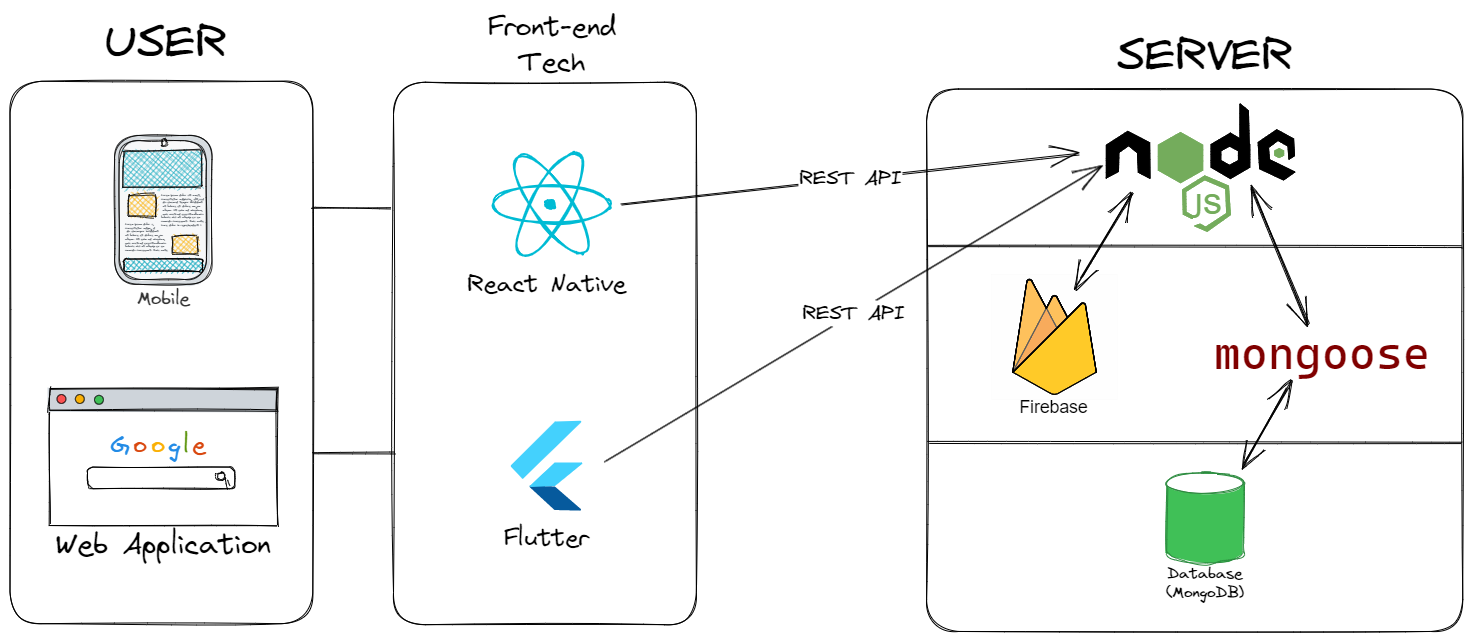 USER
Front-end
Tech
SERVER
Mobile
Google
Web Application
React Native
Flutter
REST API
REST API
node
JS
Firebase
mongoose
Database
(MongoDB)